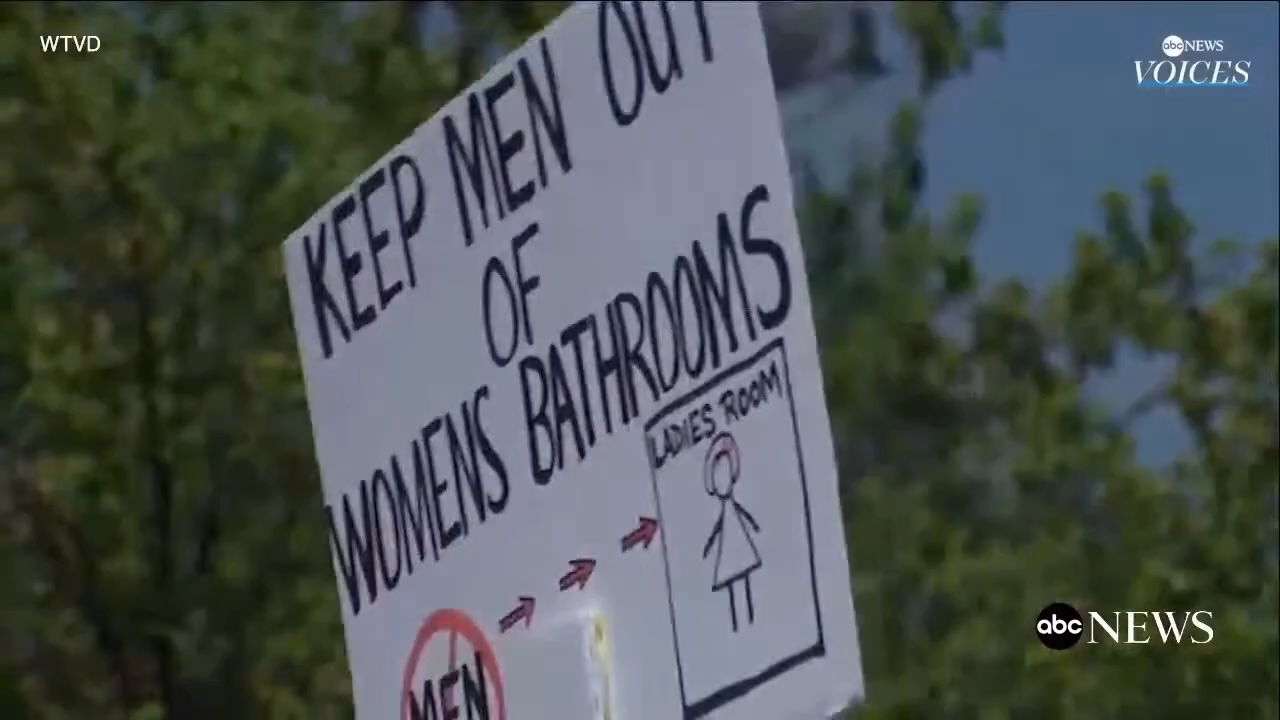 WTVD
abc NEWS
VOICES
KEEP MEN OUT
OF
WOMENS BATHROOMS
LADIES ROOM
MEN
abc NEWS